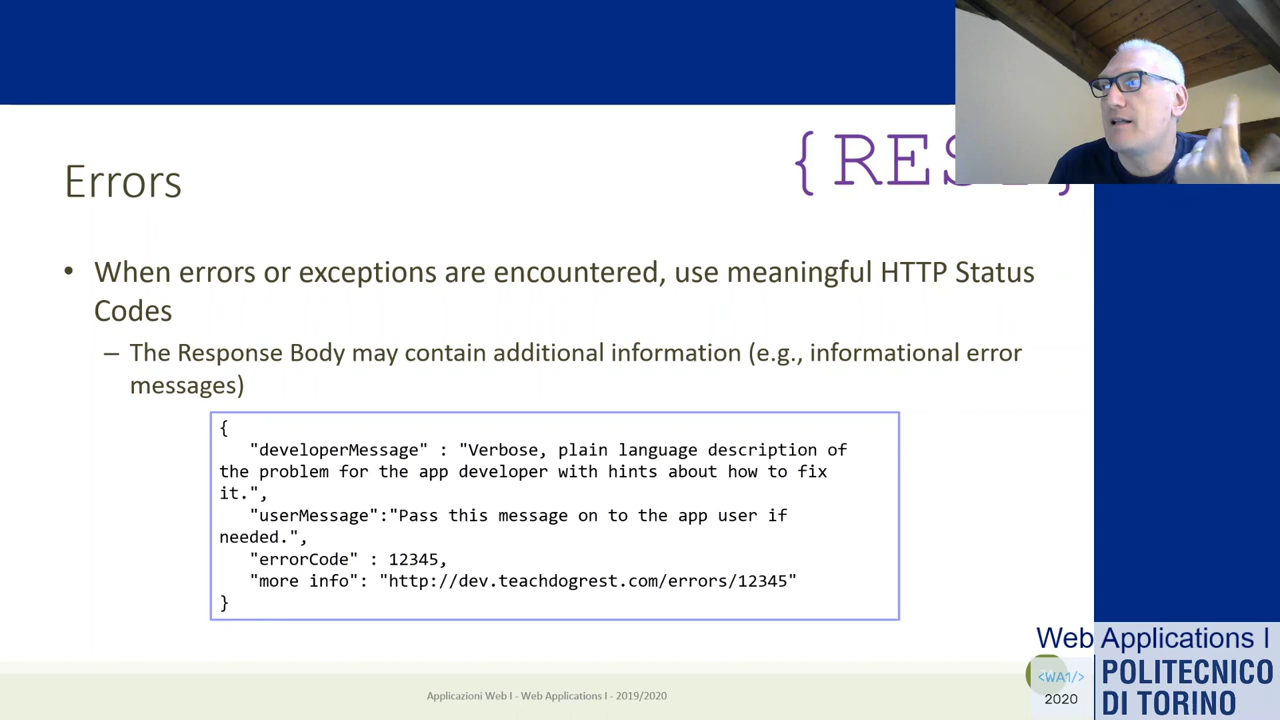 {RES
Errors
• When errors or exceptions are encountered, use meaningful HTTP Status
Codes
– The Response Body may contain additional information (e.g., informational error
messages)
{
"developerMessage" : "Verbose, plain language description of
the problem for the app developer with hints about how to fix
it.",
"userMessage":"Pass this message on to the app user if
needed.",
"errorCode" : 12345,
"more info": "http://dev.teachdogrest.com/errors/12345"
}
Applicazioni Web I - Web Applications I - 2019/2020
Web Applications I
<WA1/>
2020
POLITECNICO
DI TORINO